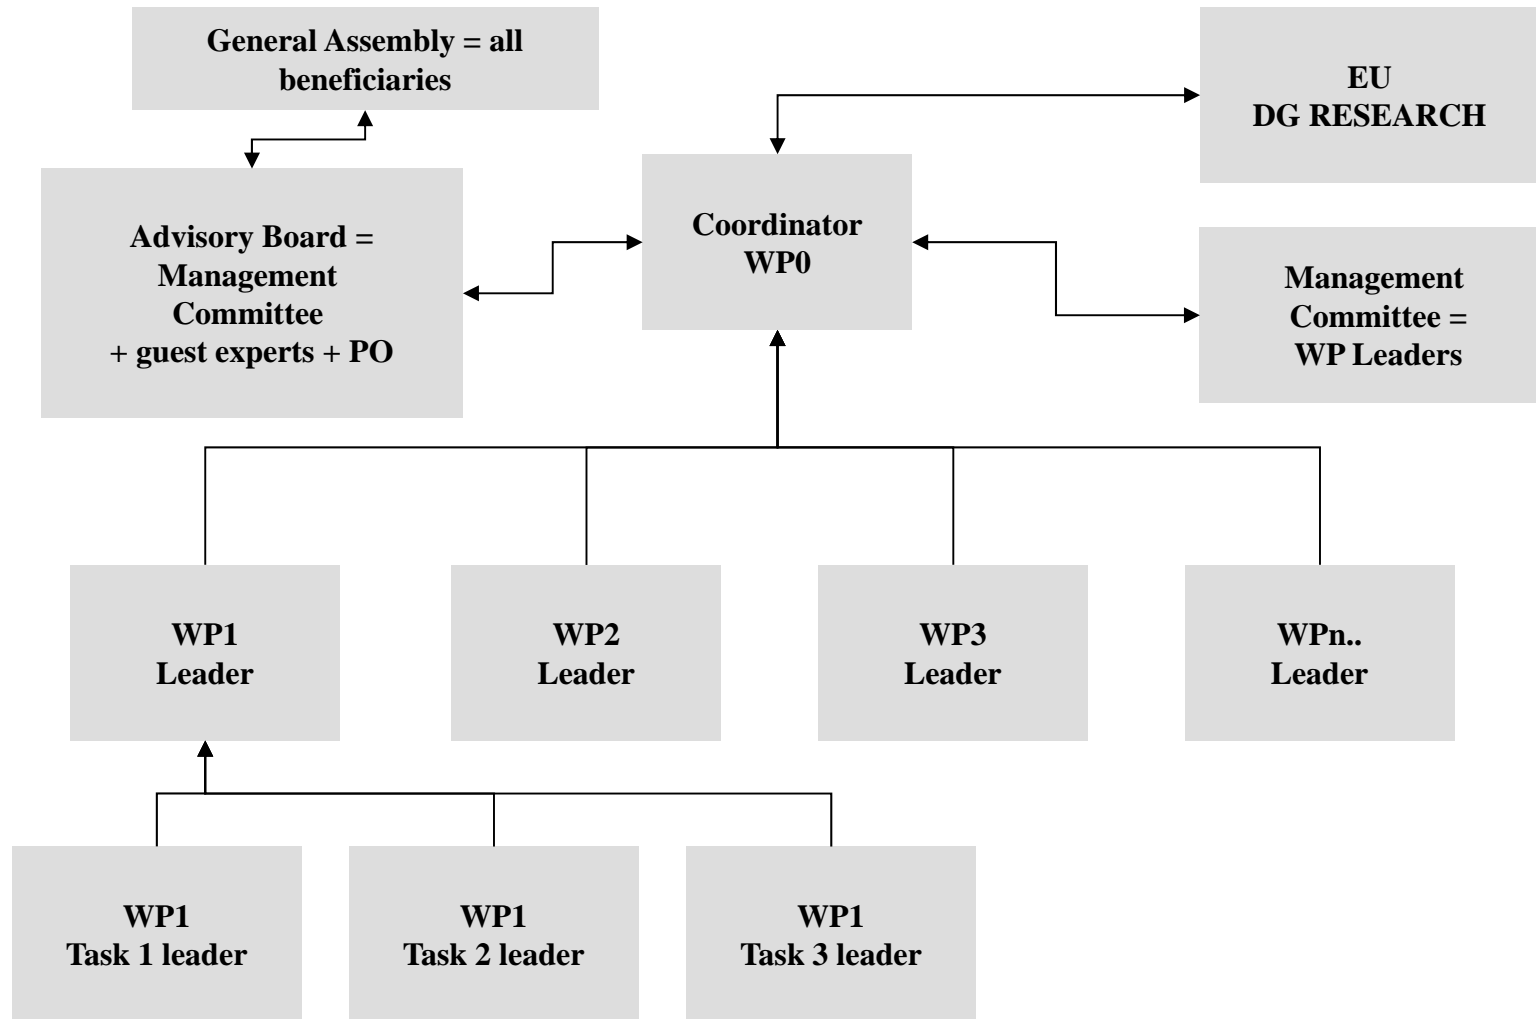 General Assembly = all
beneficiaries
EU
DG RESEARCH
Advisory Board =
Management
Committee
+ guest experts + PO
Coordinator
WP0
Management
Committee =
WP Leaders
WP1
Leader
WP2
Leader
WP3
Leader
WPn..
Leader
WP1
Task 1 leader
WP1
Task 2 leader
WP1
Task 3 leader